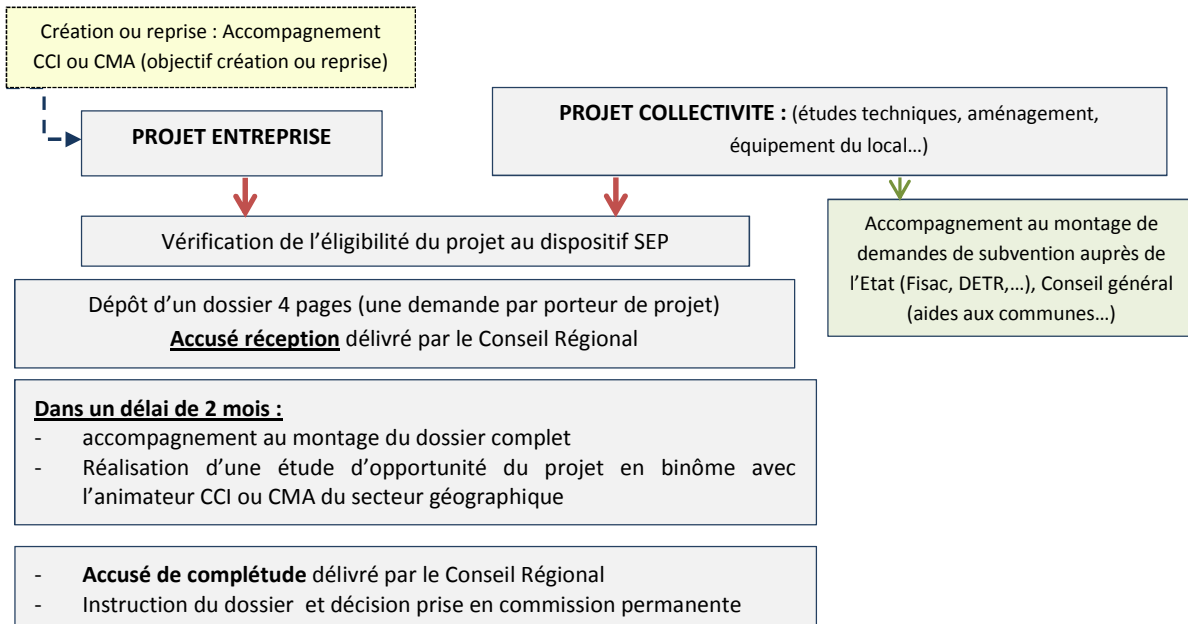 Création ou reprise : Accompagnement
CCI ou CMA (objectif création ou reprise)
PROJET ENTREPRISE
PROJET COLLECTIVITE : (études techniques, aménagement,
équipement du local…)
Vérification de l’éligibilité du projet au dispositif SEP
Accompagnement au montage de
demandes de subvention auprès de
l’Etat (Fisac, DETR,…), Conseil général
(aides aux communes…)
Dépôt d’un dossier 4 pages (une demande par porteur de projet)
Accusé réception délivré par le Conseil Régional
Dans un délai de 2 mois :
- accompagnement au montage du dossier complet
- Réalisation d’une étude d’opportunité du projet en binôme avec
l’animateur CCI ou CMA du secteur géographique
- Accusé de complétude délivré par le Conseil Régional
- Instruction du dossier et décision prise en commission permanente